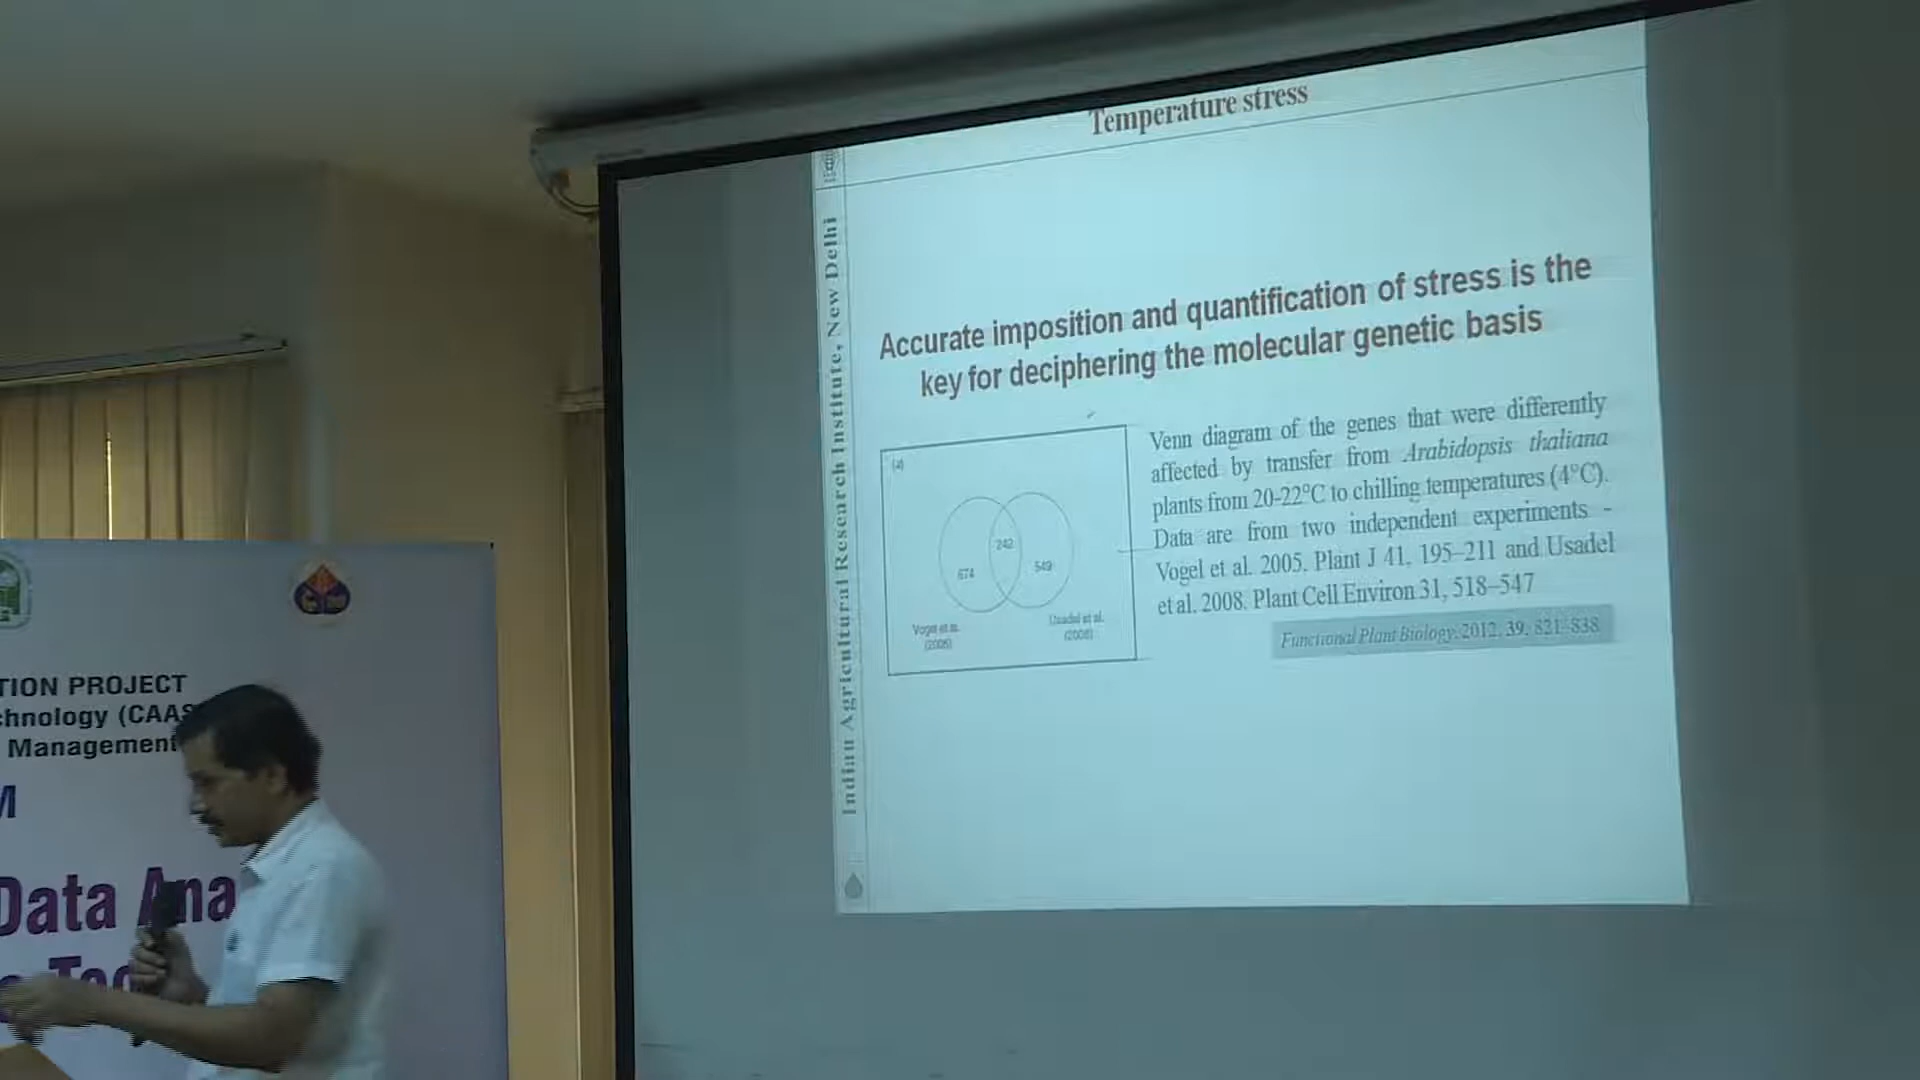 Temperature stress
Indian Agricultural Research Institute, New Delhi
Accurate imposition and quantification of stress is the
key for deciphering the molecular genetic basis
(a)
242
674
549
Vogel et al.
(2005)
Usadel et al.
(2008)
Venn diagram of the genes that were differently
affected by transfer from Arabidopsis thaliana
plants from 20-22°C to chilling temperatures (4°C).
Data are from two independent experiments -
Vogel et al. 2005. Plant J 41, 195–211 and Usadel
et al. 2008. Plant Cell Environ 31, 518–547
Functional Plant Biology, 2012, 39, 821–838
TION PROJECT
chnology (CAAS
Management
M
Data Ana